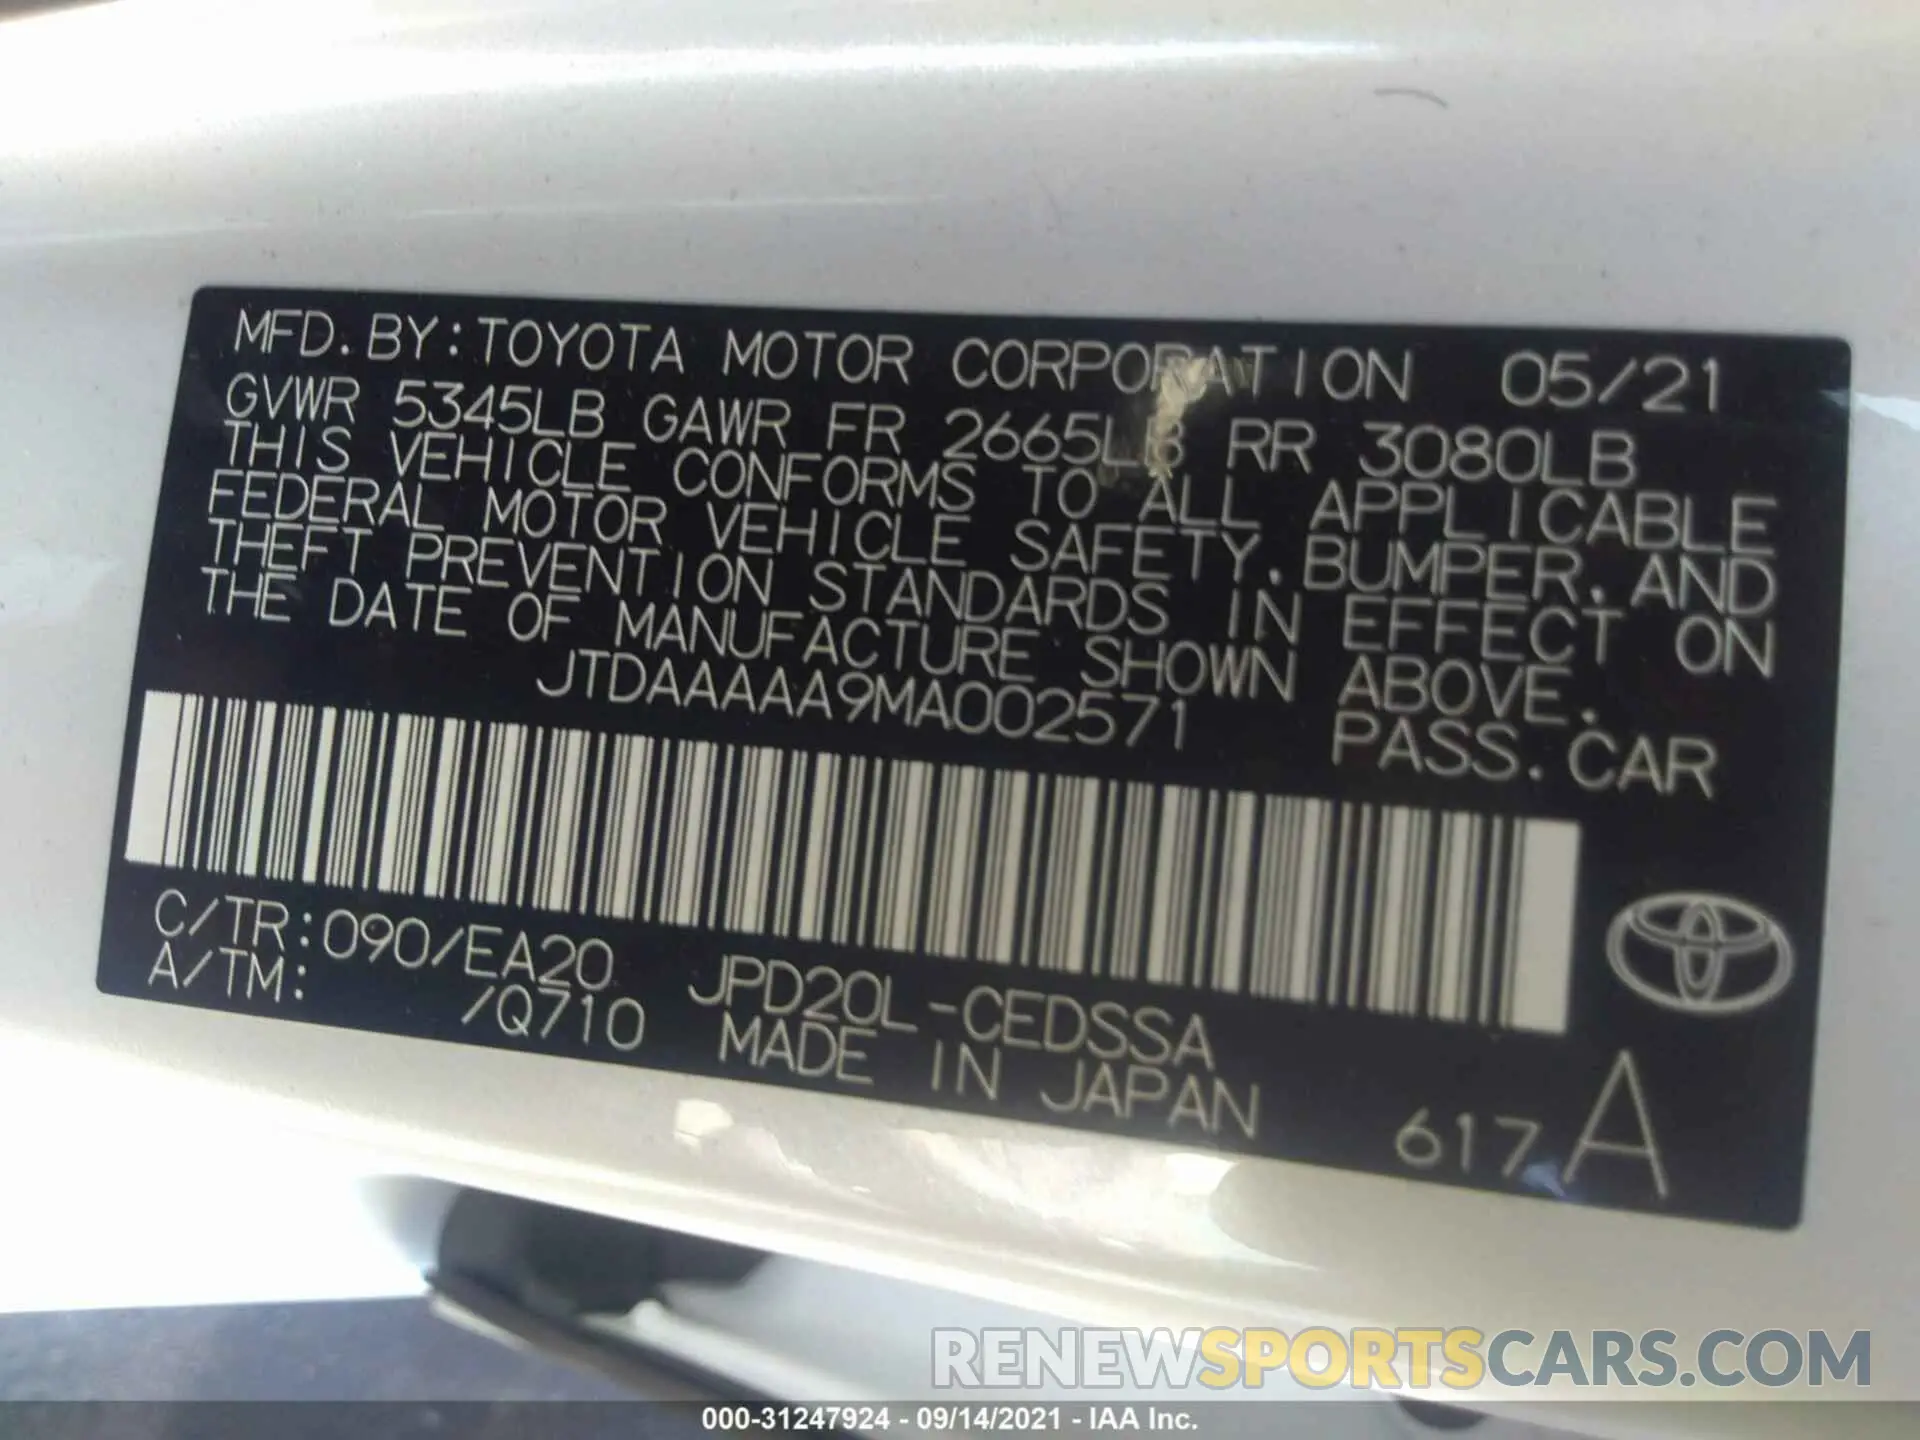 MFD. BY: TOYOTA MOTOR CORPORATION 05/21
GVWR 5345LB GAWR FR 2665LB RR 3080LB
THIS VEHICLE CONFORMS TO ALL APPLICABLE
FEDERAL MOTOR VEHICLE SAFETY. BUMPER. AND
THEFT PREVENTION STANDARDS IN EFFECT ON
THE DATE OF MANUFACTURE SHOWN ABOVE.
JTDAAAAA9MA002571 PASS. CAR
C/TR: 090/EA20 JPD20L-CEDSSA
A/TM: /Q710 MADE IN JAPAN
617 A
RENEWSPORTSCARS.COM
000-31247924 - 09/14/2021 - IAA Inc.